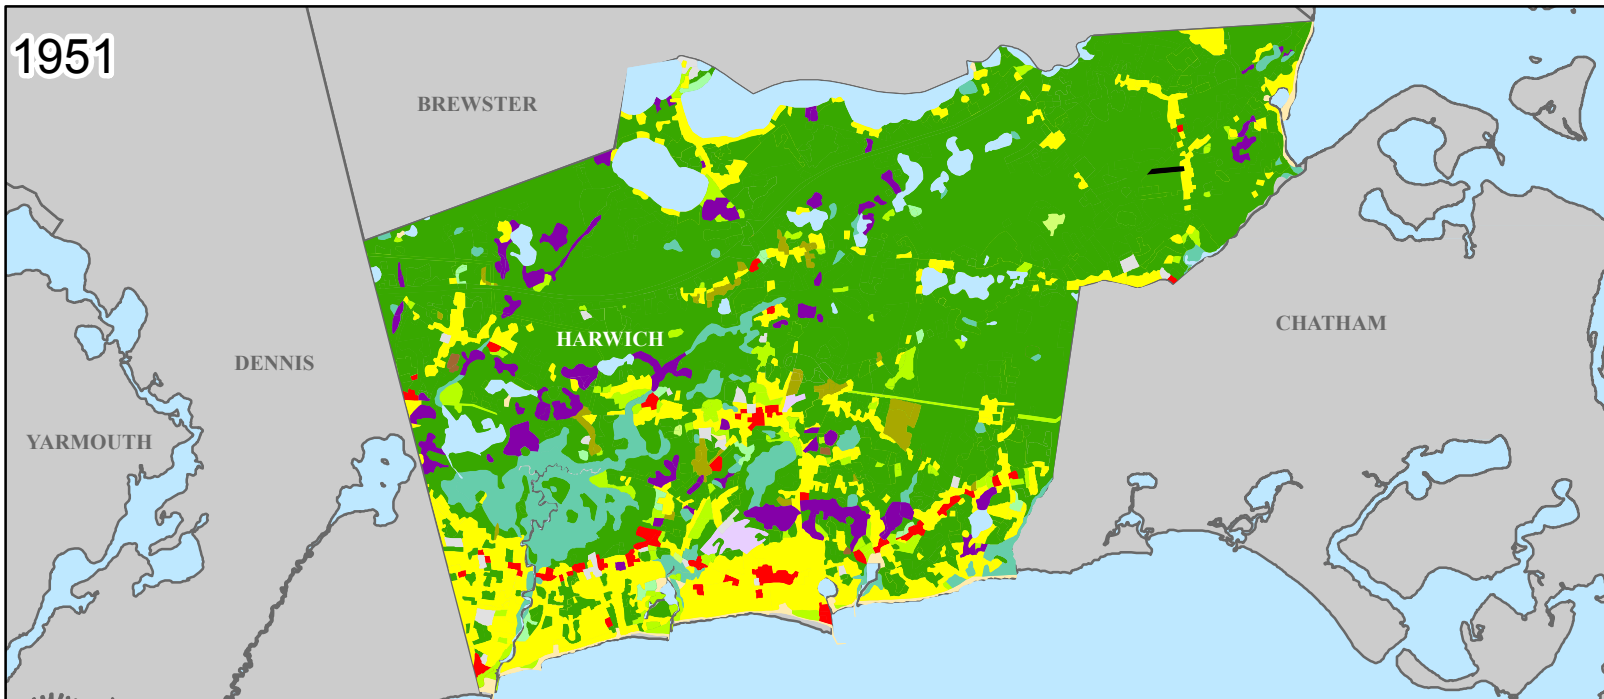 1951
BREWSTER
HARWICH
CHATHAM
DENNIS
YARMOUTH